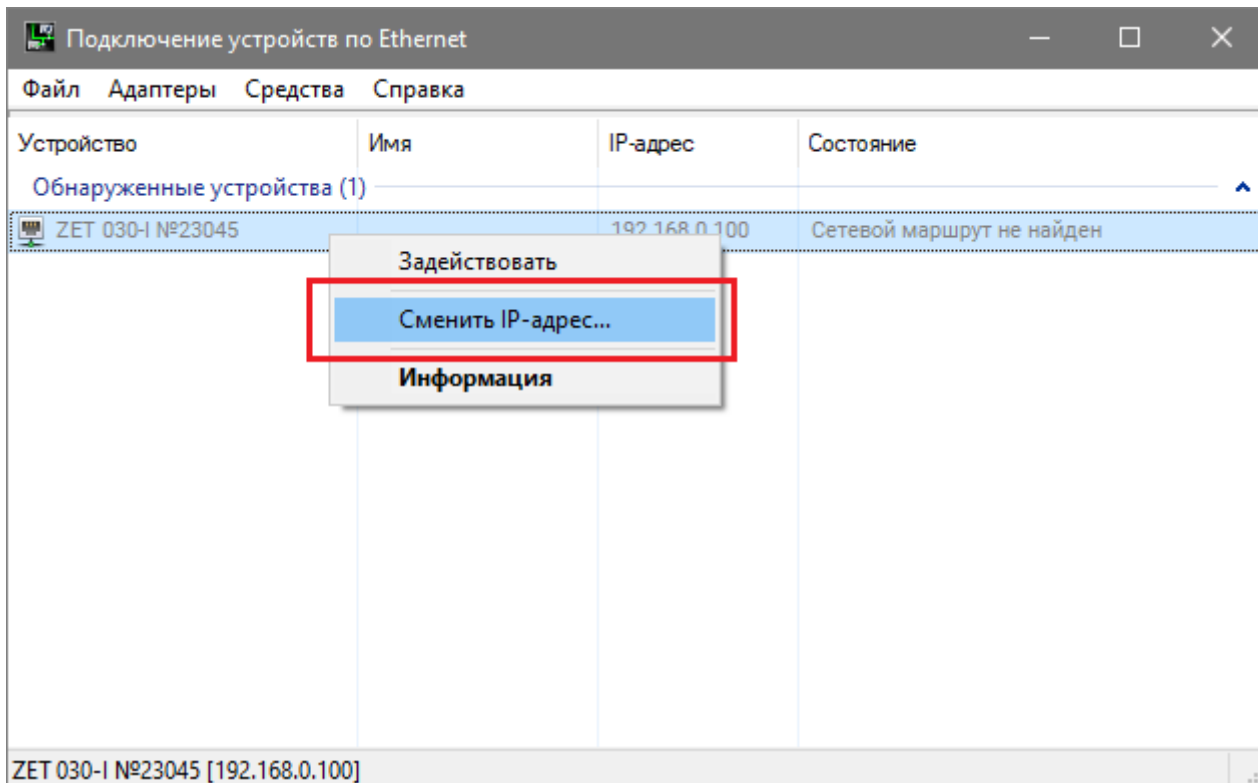 Подключение устройств по Ethernet
Файл Адаптеры Средства Справка
Устройство Имя IP-адрес Состояние
Обнаруженные устройства (1)
ZET 030-I №23045 192.168.0.100 Сетевой маршрут не найден
Задействовать
Сменить IP-адрес...
Информация
ZET 030-I №23045 [192.168.0.100]